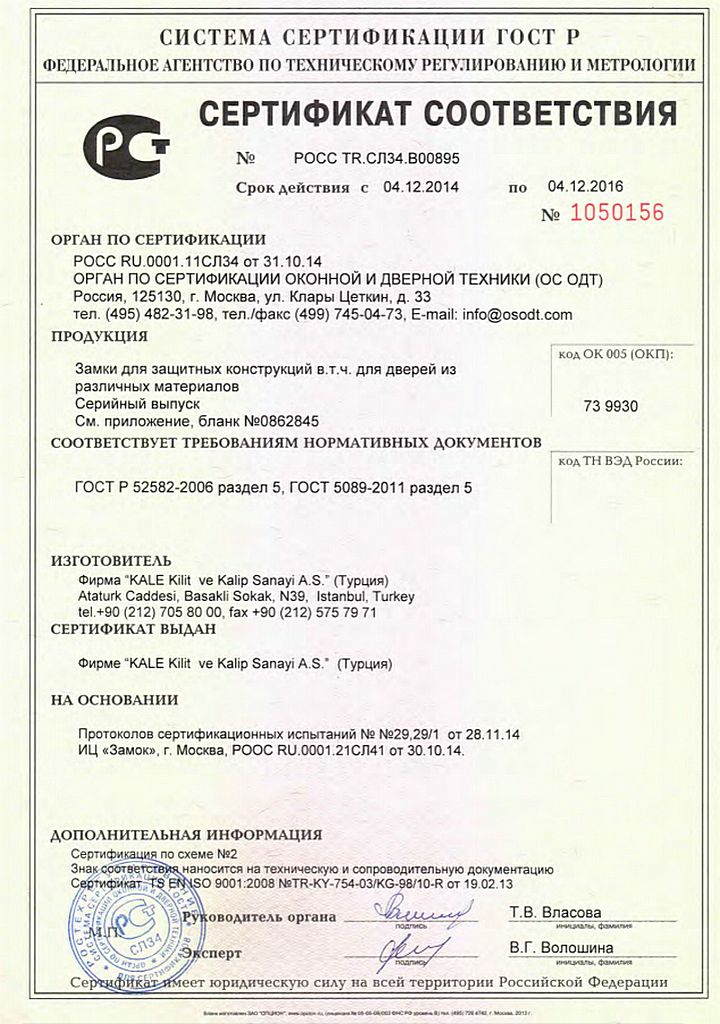 СИСТЕМА СЕРТИФИКАЦИИ ГОСТ Р
ФЕДЕРАЛЬНОЕ АГЕНТСТВО ПО ТЕХНИЧЕСКОМУ РЕГУЛИРОВАНИЮ И МЕТРОЛОГИИ
СЕРТИФИКАТ СООТВЕТСТВИЯ
№ РОСС TR.СЛ34.В00895
Срок действия с 04.12.2014 по 04.12.2016
№ 1050156
ОРГАН ПО СЕРТИФИКАЦИИ
РОСС RU.0001.11СЛ34 от 31.10.14
ОРГАН ПО СЕРТИФИКАЦИИ ОКОННОЙ И ДВЕРНОЙ ТЕХНИКИ (ОС ОДТ)
Россия, 125130, г. Москва, ул. Клары Цеткин, д. 33
тел. (495) 482-31-98, тел./факс (499) 745-04-73, E-mail: info@osodt.com
ПРОДУКЦИЯ
Замки для защитных конструкций в.т.ч. для дверей из
различных материалов
Серийный выпуск
См. приложение, бланк №0862845
код ОК 005 (ОКП):
73 9930
СООТВЕТСТВУЕТ ТРЕБОВАНИЯМ НОРМАТИВНЫХ ДОКУМЕНТОВ
код ТН ВЭД России:
ГОСТ Р 52582-2006 раздел 5, ГОСТ 5089-2011 раздел 5
ИЗГОТОВИТЕЛЬ
Фирма "KALE Kilit ve Kalip Sanayi A.S." (Турция)
Ataturk Caddesi, Basakli Sokak, N39, Istanbul, Turkey
tel.+90 (212) 705 80 00, fax +90 (212) 575 79 71
СЕРТИФИКАТ ВЫДАН
Фирме "KALE Kilit ve Kalip Sanayi A.S." (Турция)
НА ОСНОВАНИИ
Протоколов сертификационных испытаний № №29,29/1 от 28.11.14
ИЦ «Замок», г. Москва, РООС RU.0001.21СЛ41 от 30.10.14.
ДОПОЛНИТЕЛЬНАЯ ИНФОРМАЦИЯ
Сертификация по схеме №2
Знак соответствия наносится на техническую и сопроводительную документацию
Сертификат TS EN ISO 9001:2008 №TR-KY-754-03/KG-98/10-R от 19.02.13
М.П.
СЛ34
Руководитель органа
подпись
Т.В. Власова
инициалы, фамилия
Эксперт
подпись
В.Г. Волошина
инициалы, фамилия
Сертификат имеет юридическую силу на всей территории Российской Федерации